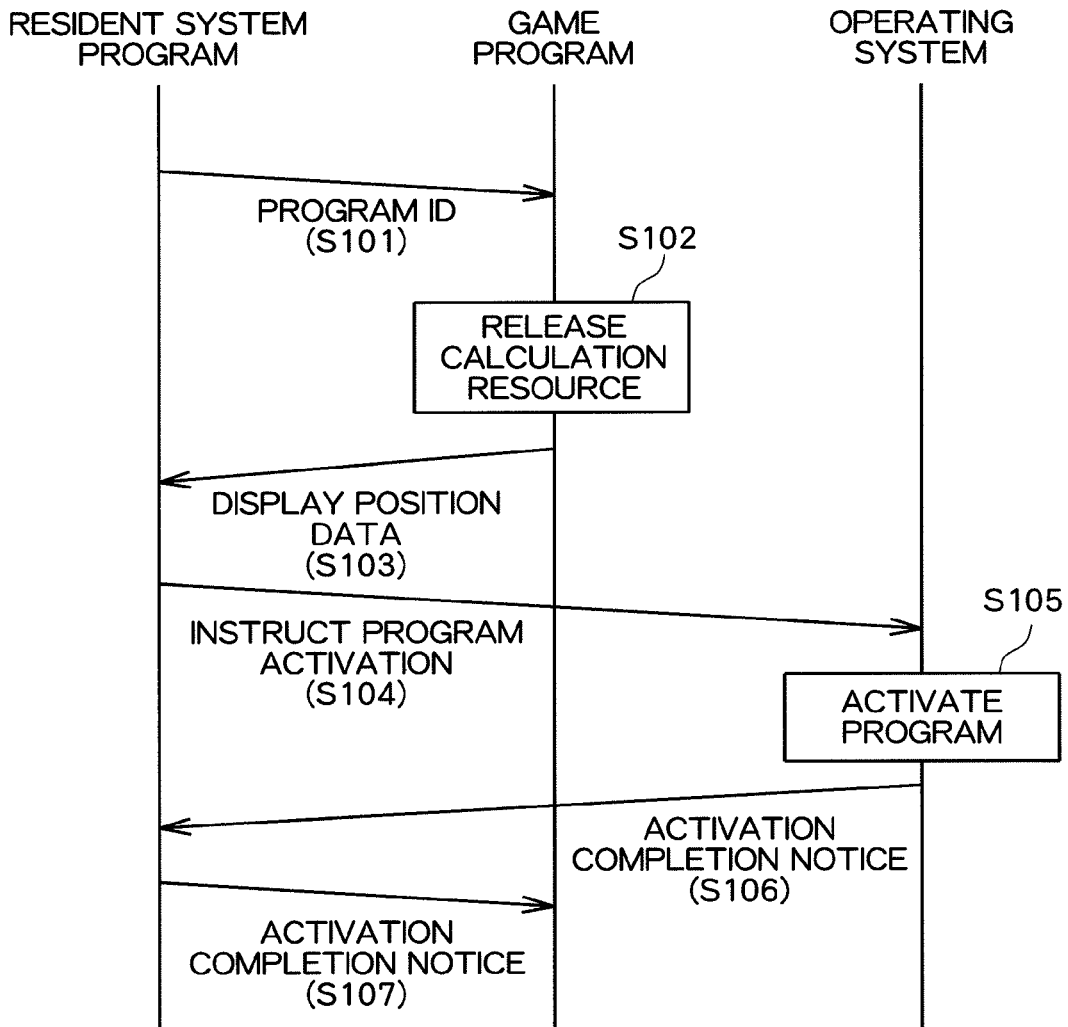 RESIDENT SYSTEM
PROGRAM
GAME
PROGRAM
OPERATING
SYSTEM
PROGRAM ID
(S101)
S102
RELEASE
CALCULATION
RESOURCE
DISPLAY POSITION
DATA
(S103)
INSTRUCT PROGRAM
ACTIVATION
(S104)
S105
ACTIVATE
PROGRAM
ACTIVATION
COMPLETION NOTICE
(S106)
ACTIVATION
COMPLETION NOTICE
(S107)